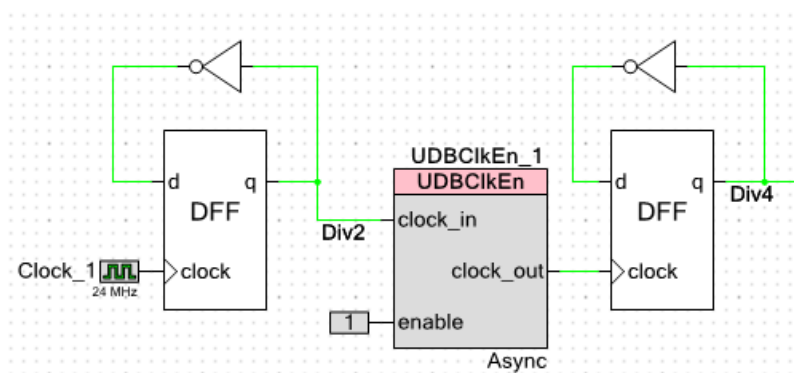 UDBClkEn_1
UDBClkEn
d
q
DFF
Clock_1
24 MHz
clock
Div2
clock_in
clock_out
1
enable
Async
d
q
DFF
Div4
clock